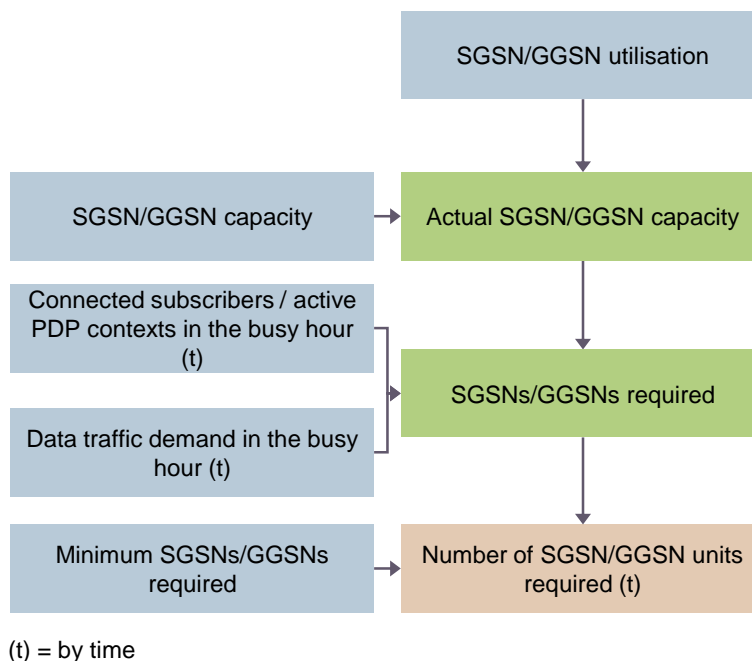 SGSN/GGSN utilisation
SGSN/GGSN capacity
Actual SGSN/GGSN capacity
Connected subscribers / active
PDP contexts in the busy hour
(t)
SGSNs/GGSNs required
Data traffic demand in the busy
hour (t)
Minimum SGSNs/GGSNs
required
Number of SGSN/GGSN units
required (t)
(t) = by time